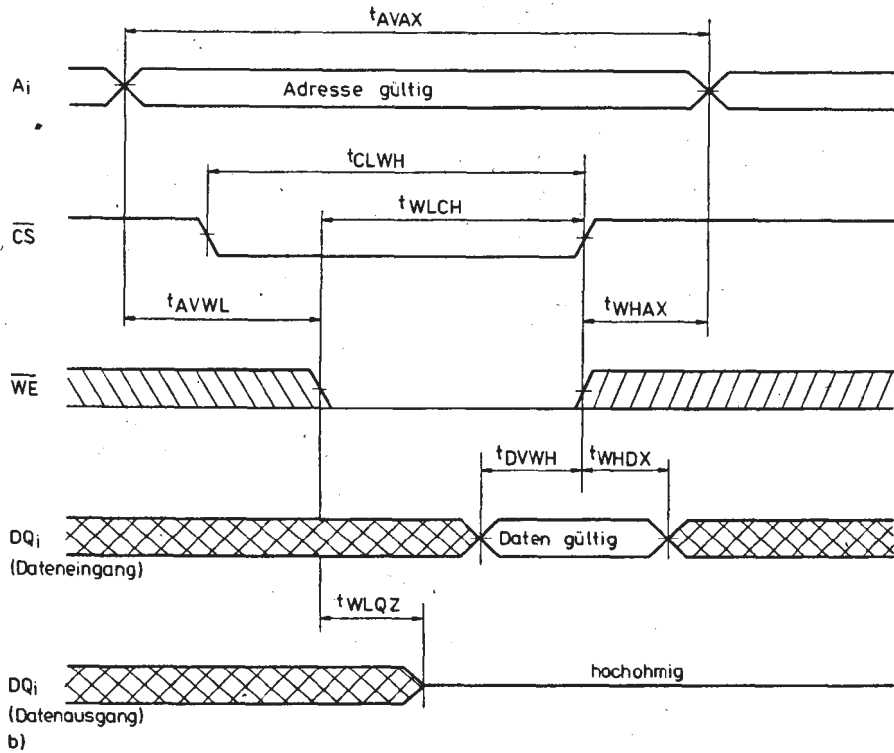 tAVAX
Ai
Adresse gültig
tCLWH
tWLCH
CS
tAVWL
tWHAX
WE
tDVWH
tWHDX
DQi
Daten gültig
(Dateneingang)
tWLQZ
hochohmig
DQi
(Datenausgang)
b)